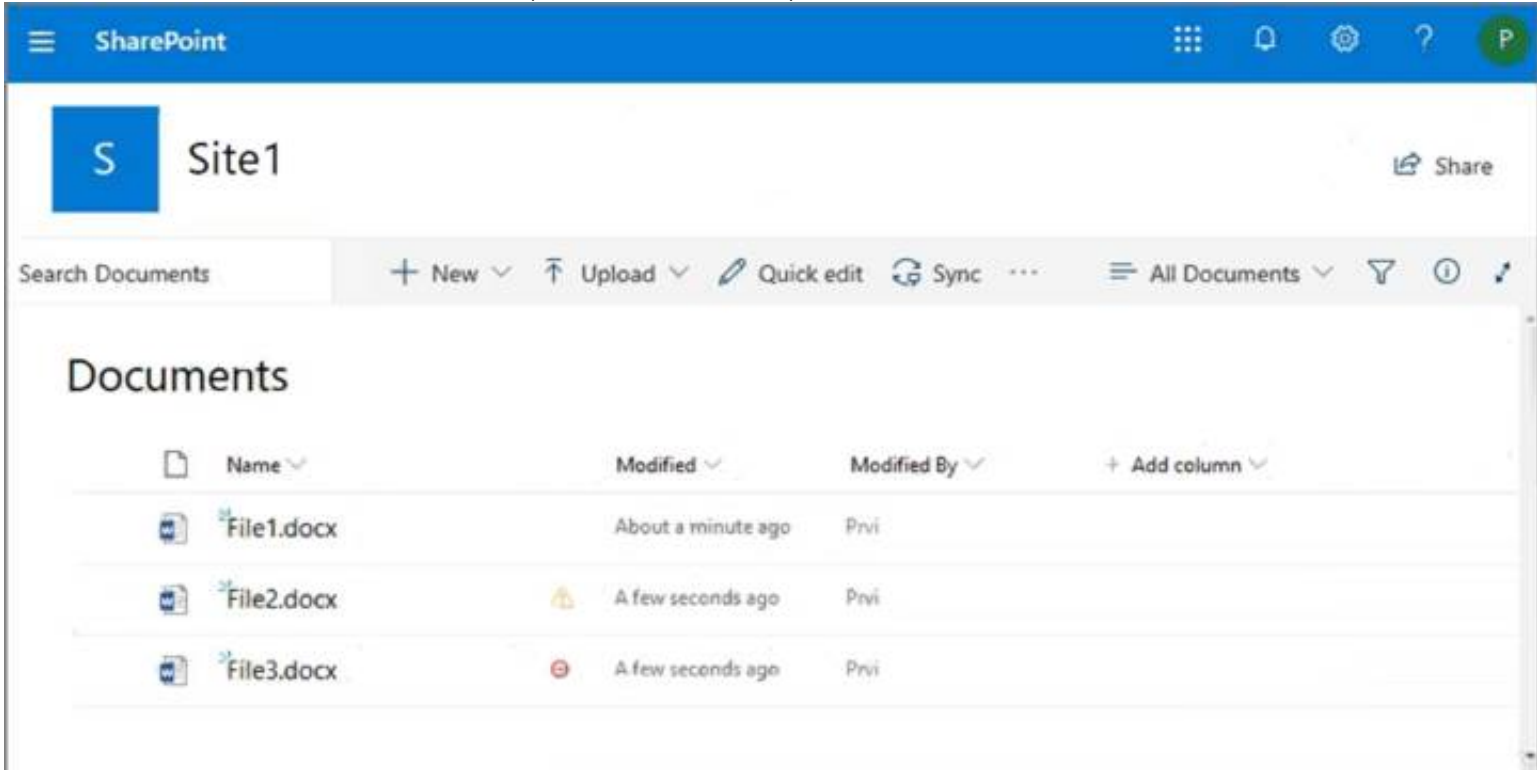 SharePoint ? P
S Site1 Share
Search Documents + New Upload Quick edit Sync ... All Documents
Documents
Name Modified Modified By + Add column
File1.docx About a minute ago Prvi
File2.docx A few seconds ago Prvi
File3.docx A few seconds ago Prvi